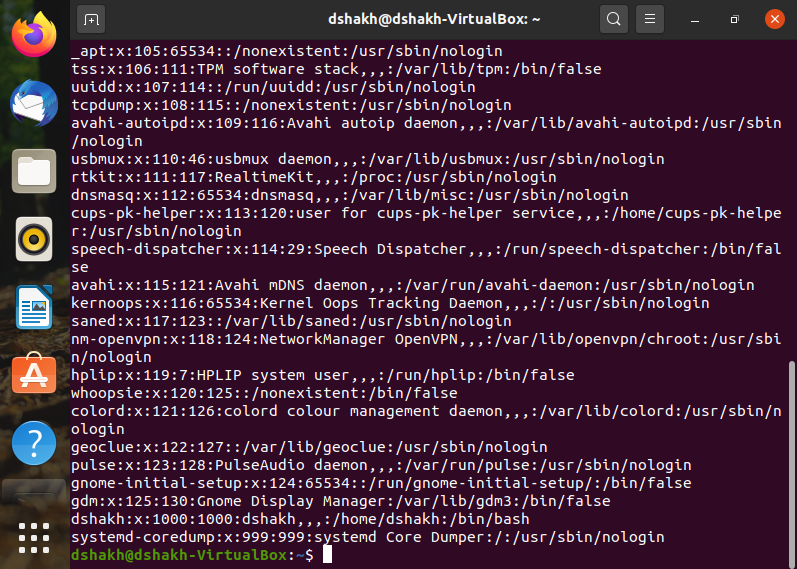 dshakh@dshakh-VirtualBox: ~
_apt:x:105:65534::/nonexistent:/usr/sbin/nologin
tss:x:106:111:TPM software stack,,,:/var/lib/tpm:/bin/false
uuidd:x:107:114::/run/uuidd:/usr/sbin/nologin
tcpdump:x:108:115::/nonexistent:/usr/sbin/nologin
avahi-autoipd:x:109:116:Avahi autoip daemon,,,:/var/lib/avahi-autoipd:/usr/sbin
/nologin
usbmux:x:110:46:usbmux daemon,,,:/var/lib/usbmux:/usr/sbin/nologin
rtkit:x:111:117:RealtimeKit,,,:/proc:/usr/sbin/nologin
dnsmasq:x:112:65534:dnsmasq,,,:/var/lib/misc:/usr/sbin/nologin
cups-pk-helper:x:113:120:user for cups-pk-helper service,,,:/home/cups-pk-helpe
r:/usr/sbin/nologin
speech-dispatcher:x:114:29:Speech Dispatcher,,,:/run/speech-dispatcher:/bin/fal
se
avahi:x:115:121:Avahi mDNS daemon,,,:/var/run/avahi-daemon:/usr/sbin/nologin
kernoops:x:116:65534:Kernel Oops Tracking Daemon,,,:/:/usr/sbin/nologin
saned:x:117:123::/var/lib/saned:/usr/sbin/nologin
nm-openvpn:x:118:124:NetworkManager OpenVPN,,,:/var/lib/openvpn/chroot:/usr/sbi
n/nologin
hplip:x:119:7:HPLIP system user,,,:/run/hplip:/bin/false
whoopsie:x:120:125::/nonexistent:/bin/false
colord:x:121:126:colord colour management daemon,,,:/var/lib/colord:/usr/sbin/n
ologin
geoclue:x:122:127::/var/lib/geoclue:/usr/sbin/nologin
pulse:x:123:128:PulseAudio daemon,,,:/var/run/pulse:/usr/sbin/nologin
gnome-initial-setup:x:124:65534::/run/gnome-initial-setup/:/bin/false
gdm:x:125:130:Gnome Display Manager:/var/lib/gdm3:/bin/false
dshakh:x:1000:1000:dshakh,,,:/home/dshakh:/bin/bash
systemd-coredump:x:999:999:systemd Core Dumper:/:/usr/sbin/nologin
dshakh@dshakh-VirtualBox:~$